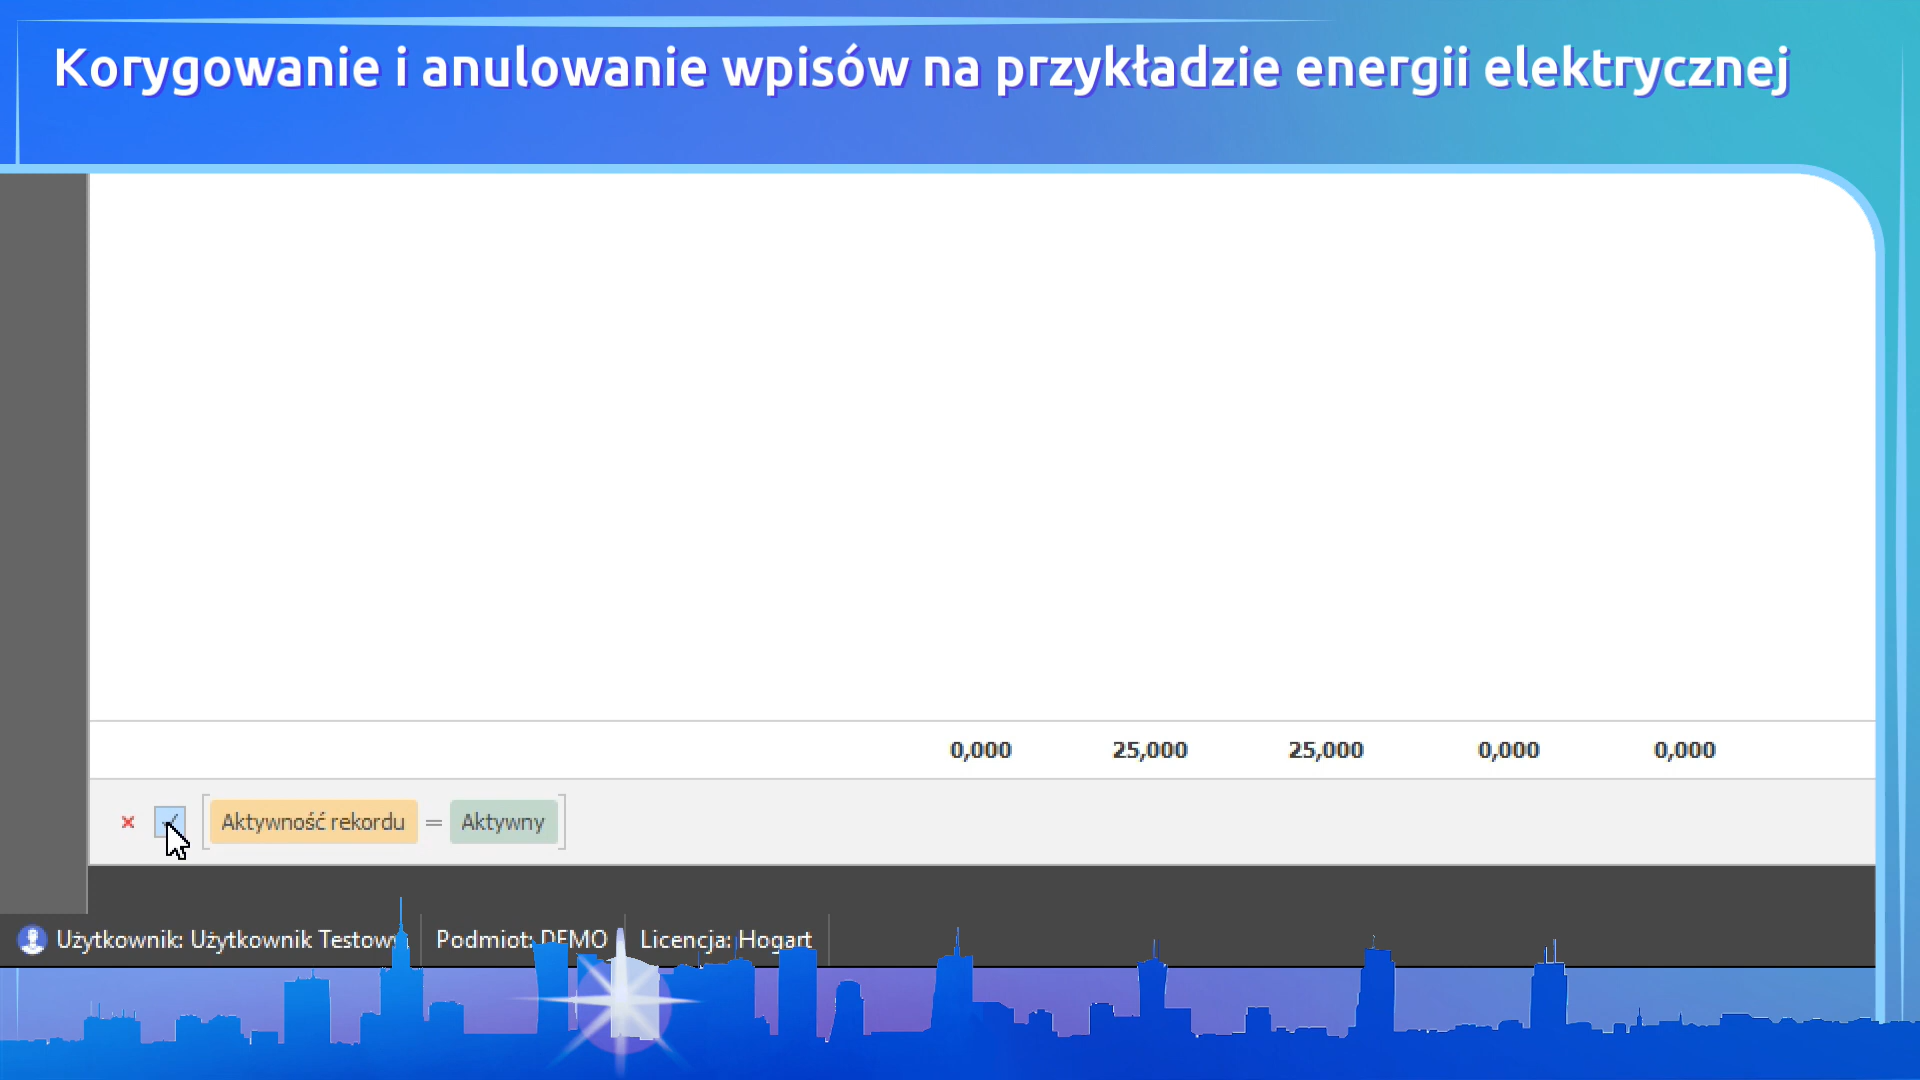 Korygowanie i anulowanie wpisów na przykładzie energii elektrycznej
0,000 25,000 25,000 0,000 0,000
Aktywność rekordu = Aktywny
Użytkownik: Użytkownik Testowy Podmiot: DEMO Licencja: Hogart